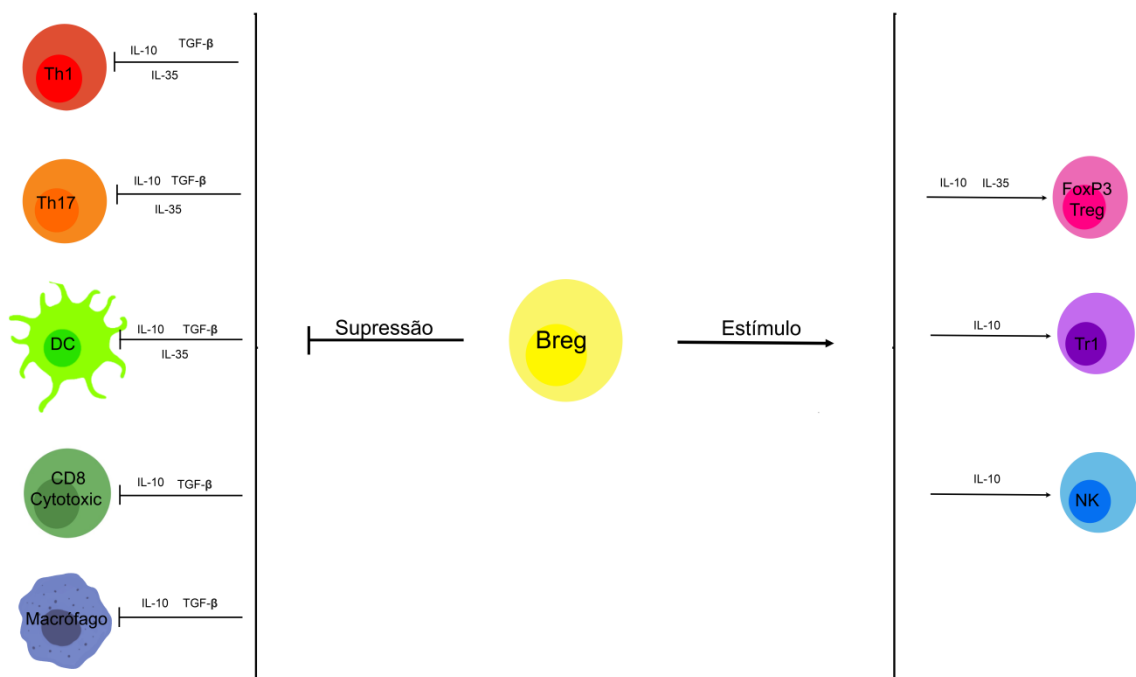 IL-10 TGF-β
Th1
IL-35
IL-10 TGF-β
Th17
IL-35
IL-10 TGF-β
DC
IL-35
CD8
Cytotoxic
IL-10 TGF-β
Macrófago
IL-10 TGF-β
Supressão
Breg
Estímulo
IL-10 IL-35
FoxP3
Treg
IL-10
Tr1
IL-10
NK